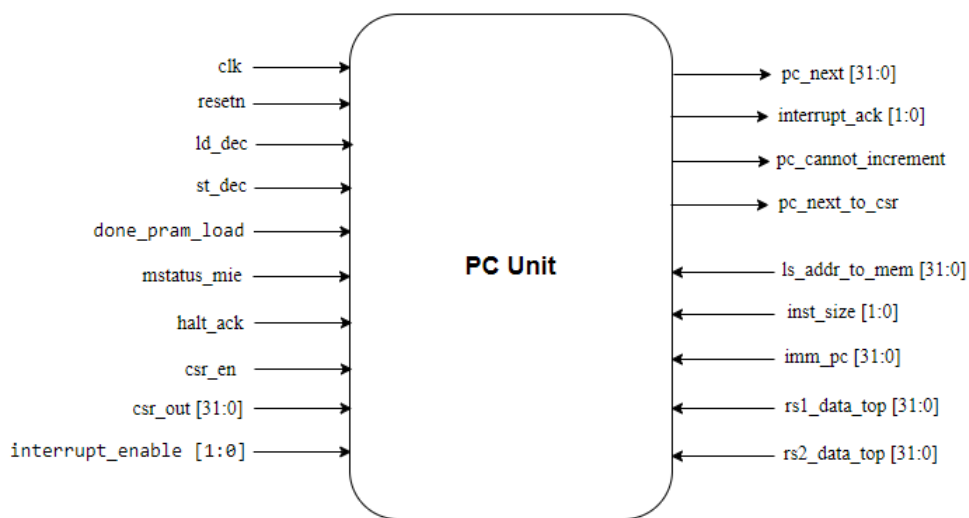 clk
resetn
ld_dec
st_dec
done_pram_load
mstatus_mie
halt_ack
csr_en
csr_out [31:0]
interrupt_enable [1:0]
PC Unit
pc_next [31:0]
interrupt_ack [1:0]
pc_cannot_increment
pc_next_to_csr
ls_addr_to_mem [31:0]
inst_size [1:0]
imm_pc [31:0]
rs1_data_top [31:0]
rs2_data_top [31:0]